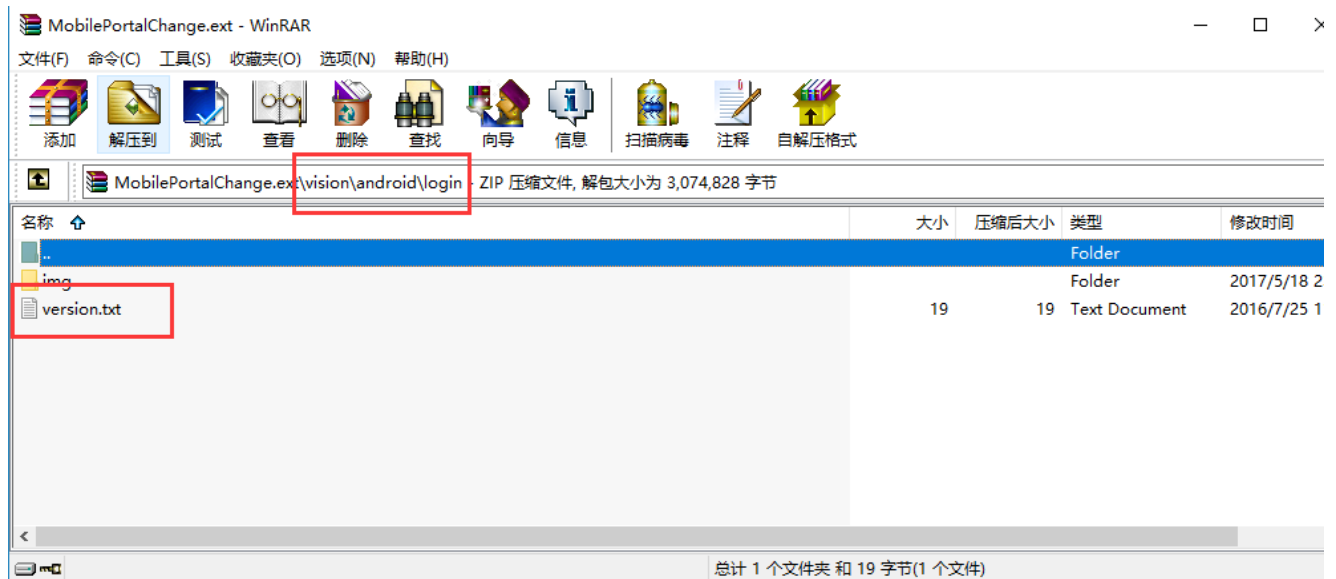 MobilePortalChange.ext - WinRAR
文件(F) 命令(C) 工具(S) 收藏夹(O) 选项(N) 帮助(H)
添加 解压到 测试 查看 删除 查找 向导 信息 扫描病毒 注释 自解压格式
MobilePortalChange.ext\vision\android\login - ZIP 压缩文件, 解包大小为 3,074,828 字节
名称 大小 压缩后大小 类型 修改时间
.. Folder
img Folder 2017/5/18 2
version.txt 19 19 Text Document 2016/7/25 1
总计 1 个文件夹 和 19 字节(1 个文件)